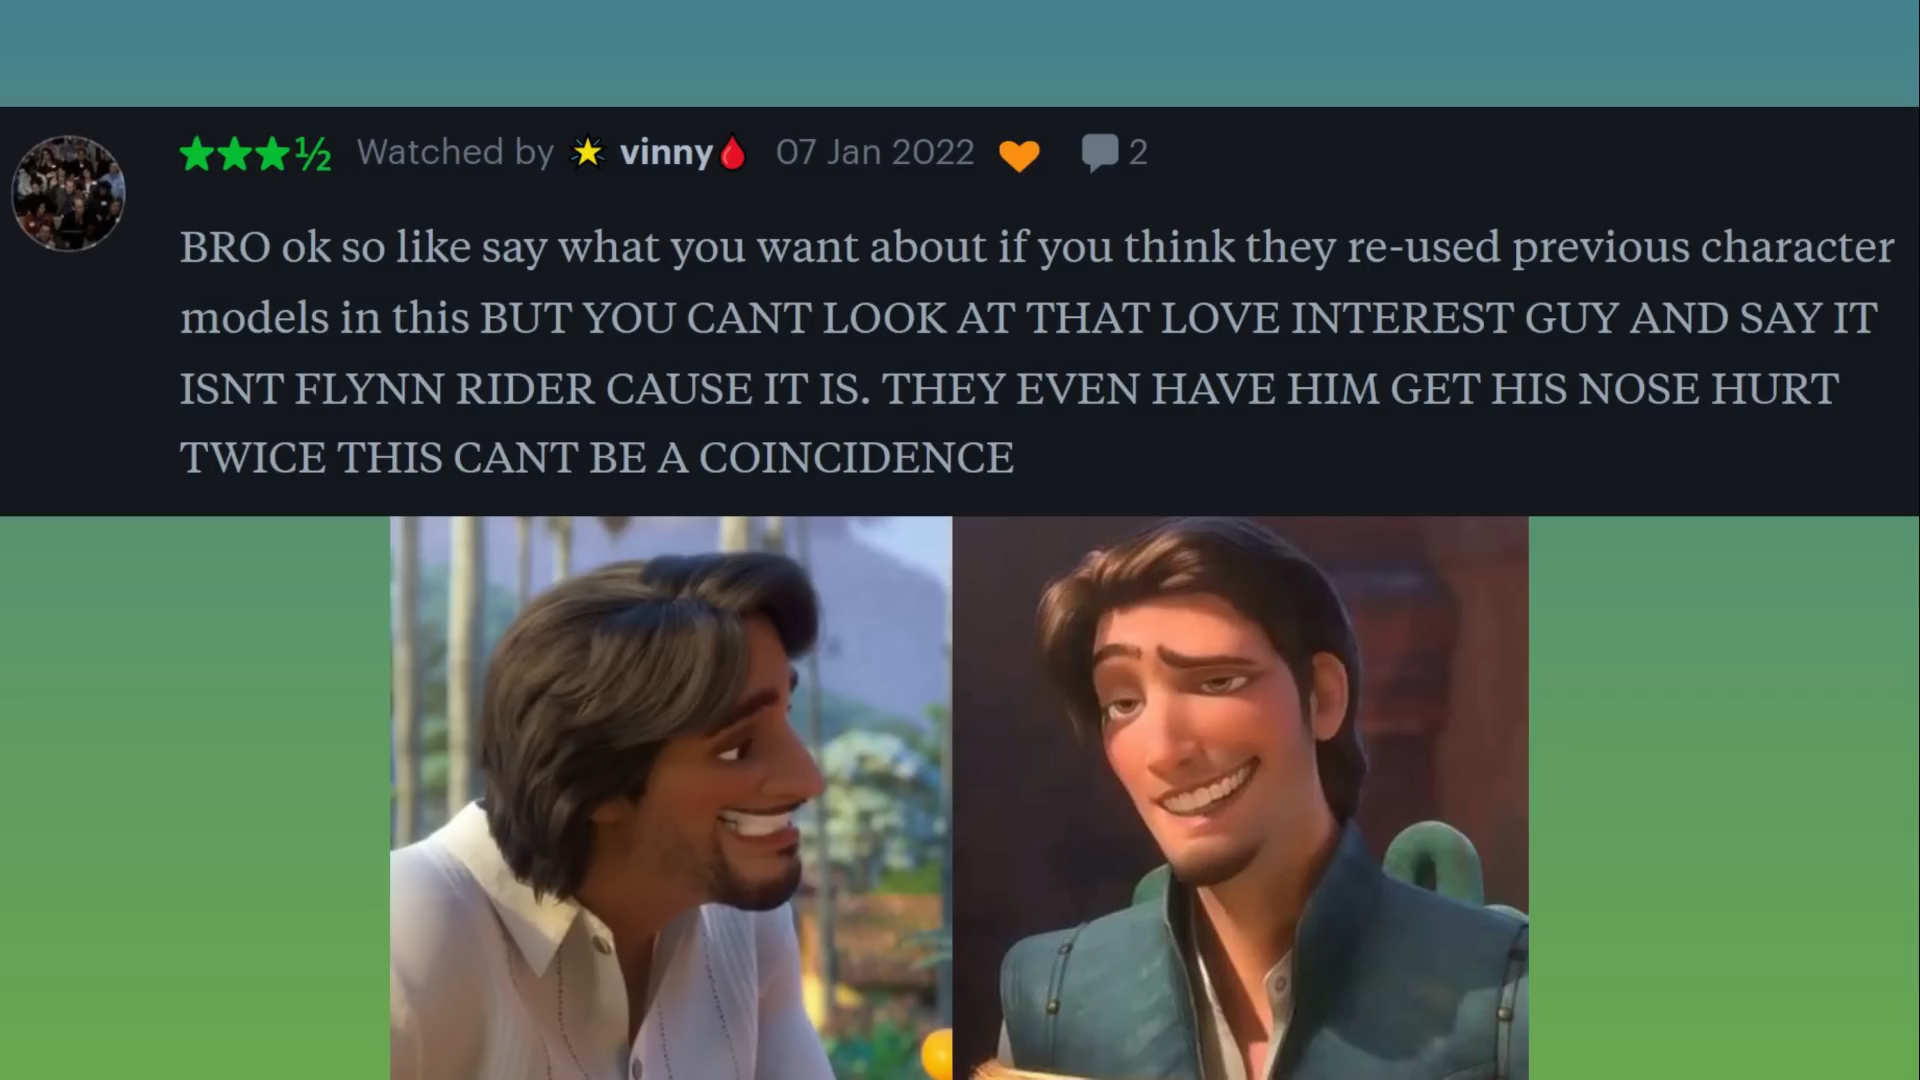 ★★★½ Watched by 🌟 vinny🩸 07 Jan 2022 🧡 2
BRO ok so like say what you want about if you think they re-used previous character
models in this BUT YOU CANT LOOK AT THAT LOVE INTEREST GUY AND SAY IT
ISNT FLYNN RIDER CAUSE IT IS. THEY EVEN HAVE HIM GET HIS NOSE HURT
TWICE THIS CANT BE A COINCIDENCE